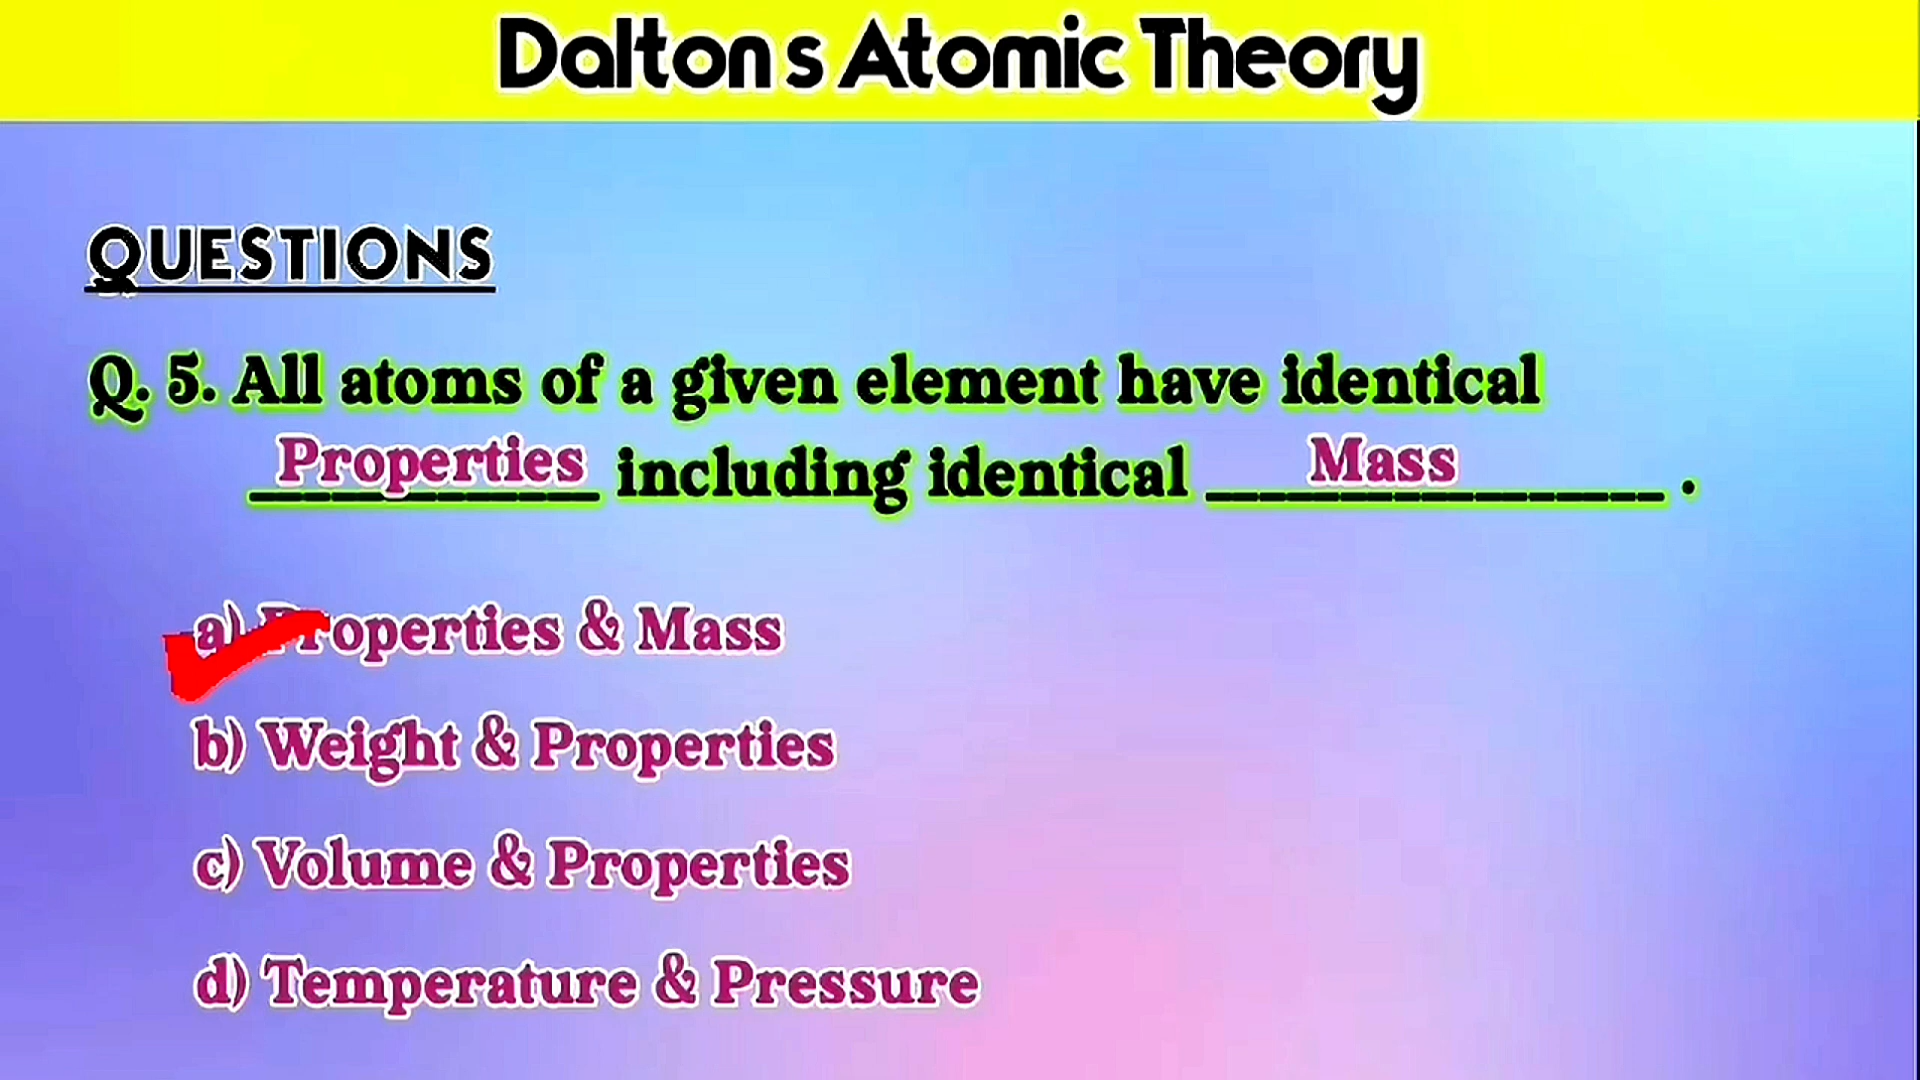 Dalton s Atomic Theory
QUESTIONS
Q. 5. All atoms of a given element have identical
Properties including identical Mass .
a) Properties & Mass
b) Weight & Properties
c) Volume & Properties
d) Temperature & Pressure